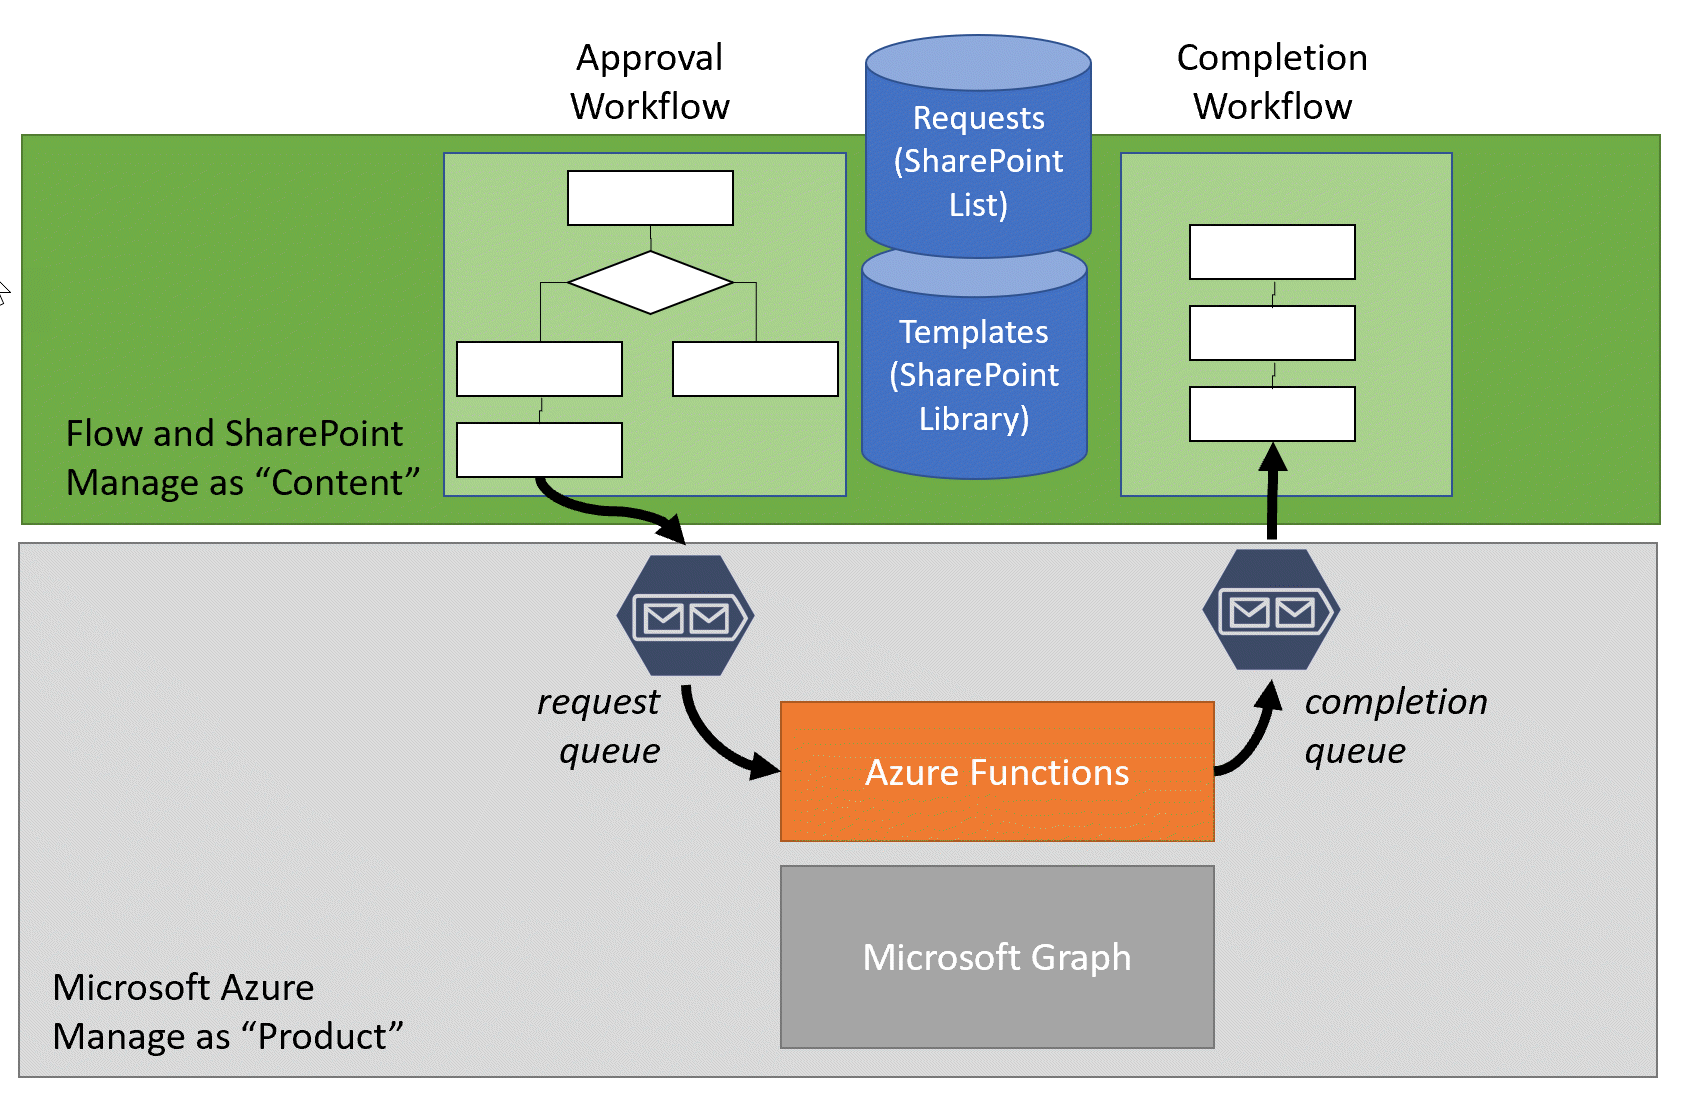 Approval
Workflow
Requests
(SharePoint
List)
Completion
Workflow
Templates
(SharePoint
Library)
Flow and SharePoint
Manage as “Content”
request
queue
completion
queue
Azure Functions
Microsoft Graph
Microsoft Azure
Manage as “Product”